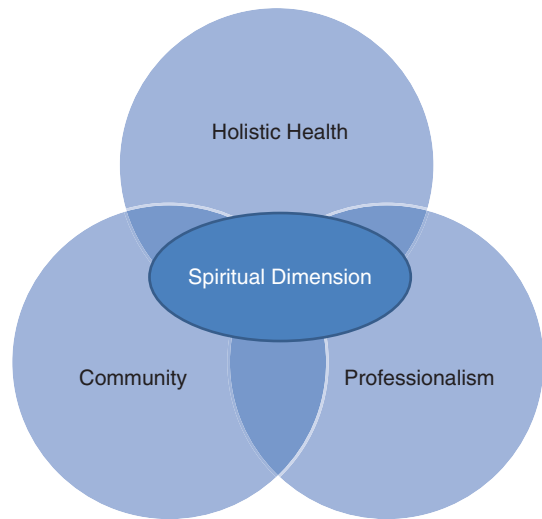 Holistic Health
Spiritual Dimension
Community
Professionalism